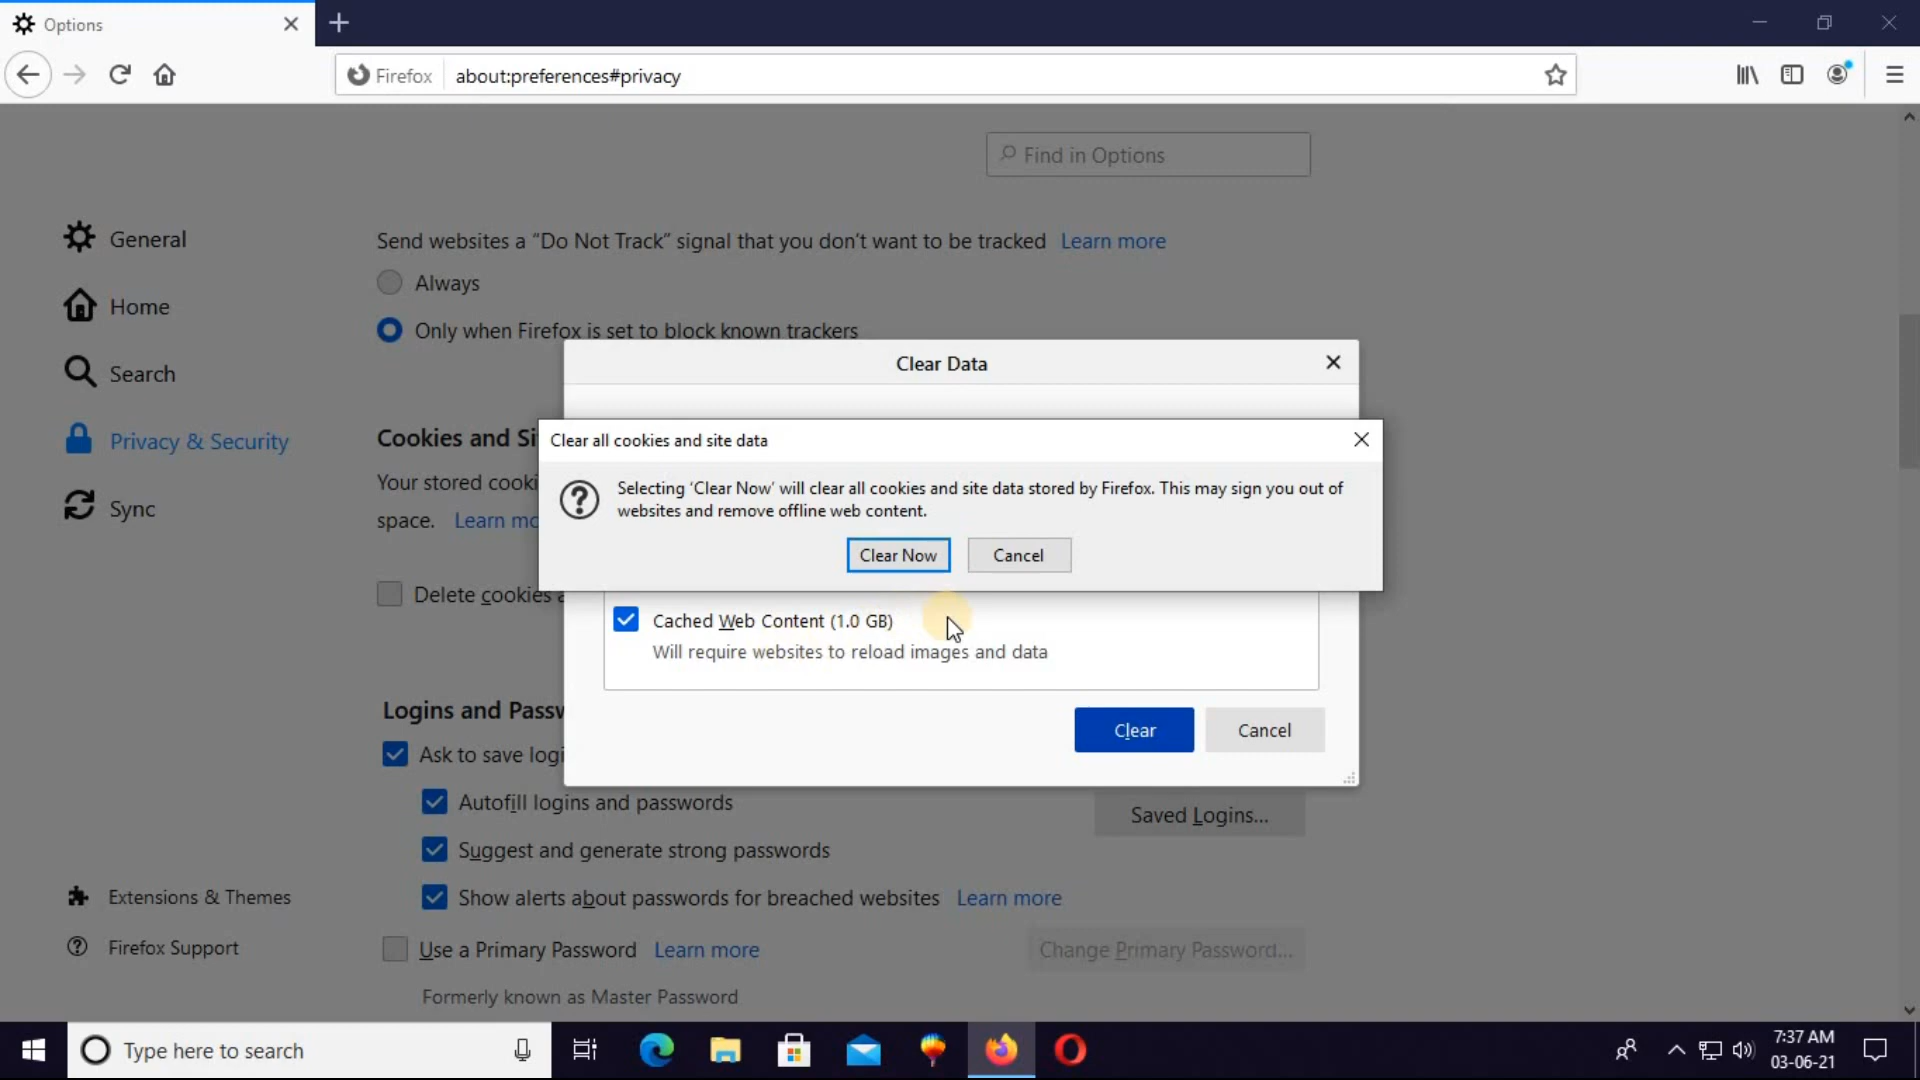 Options
Firefox
about:preferences#privacy
Find in Options
General
Home
Search
Privacy & Security
Sync
Extensions & Themes
Firefox Support
Send websites a “Do Not Track” signal that you don’t want to be tracked Learn more
Always
Only when Firefox is set to block known trackers
Cookies and Si
Your stored cooki
space. Learn mo
Delete cookies a
Clear Data
Clear all cookies and site data
Selecting ‘Clear Now’ will clear all cookies and site data stored by Firefox. This may sign you out of
websites and remove offline web content.
Clear Now Cancel
Cached Web Content (1.0 GB)
Will require websites to reload images and data
Clear Cancel
Logins and Passw
Ask to save logi
Autofill logins and passwords
Saved Logins...
Suggest and generate strong passwords
Show alerts about passwords for breached websites Learn more
Use a Primary Password Learn more
Change Primary Password...
Formerly known as Master Password
Type here to search
7:37 AM
03-06-21